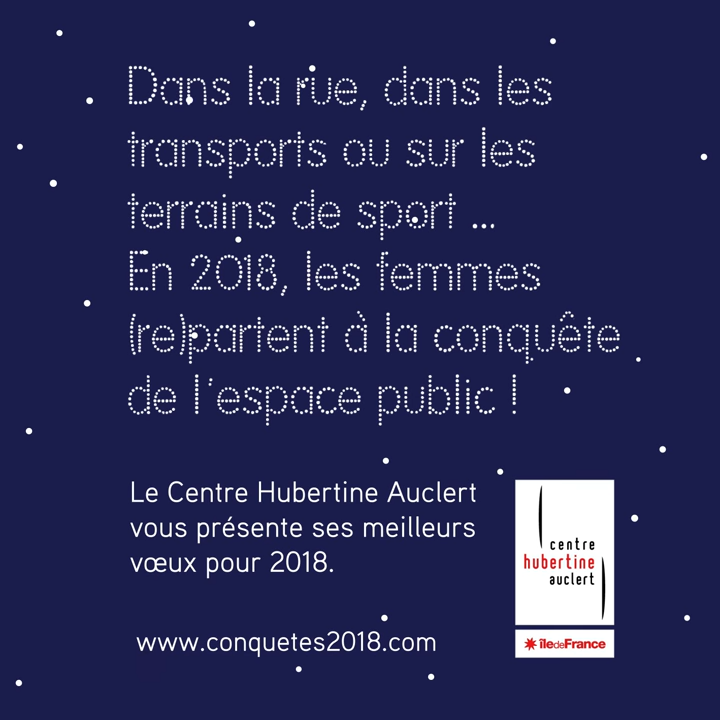 Dans la rue, dans les
transports ou sur les
terrains de sport ...
En 2018, les femmes
(re)partent à la conquête
de l'espace public !
Le Centre Hubertine Auclert
vous présente ses meilleurs
vœux pour 2018.
www.conquetes2018.com
centre
hubertine
auclert
îledeFrance